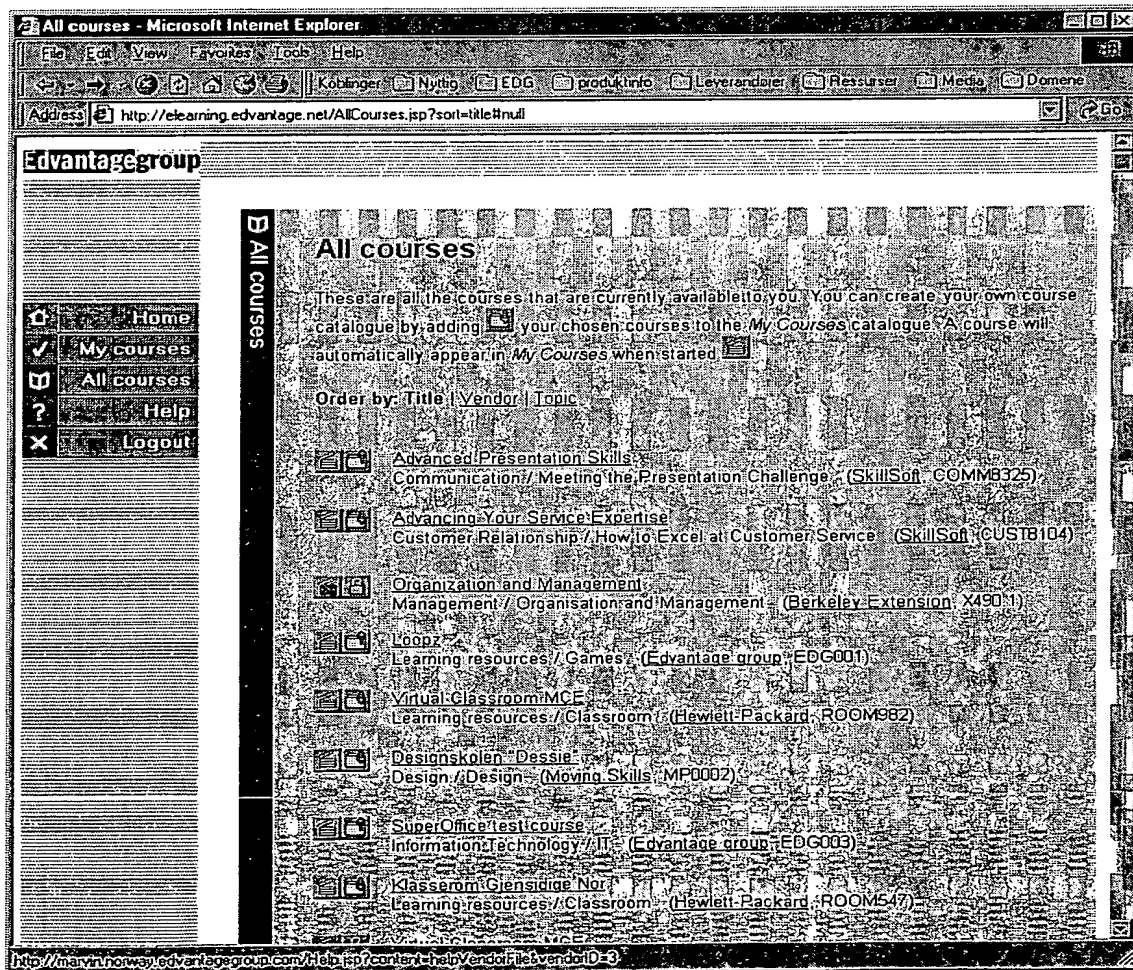 All courses - Microsoft Internet Explorer
File Edit View Favorites Tools Help
Koblinger Nyttig EDG produktinfo Leverandører Ressurser Media Domene
Address http://elearning.edvantage.net/AllCourses.jsp?sort=title#null Go
Edvantagegroup
Home
My courses
All courses
Help
Logout
All courses
All courses
These are all the courses that are currently available to you. You can create your own course
catalogue by adding your chosen courses to the My Courses catalogue. A course will
automatically appear in My Courses when started
Order by: Title | Vendor | Topic
Advanced Presentation Skills
Communication / Meeting the Presentation Challenge - (SkillSoft, COMM8325)
Advancing Your Service Expertise
Customer Relationship / How to Excel at Customer Service - (SkillSoft, CUST8104)
Organization and Management
Management / Organisation and Management - (Berkeley Extension, X490.1)
Loopz
Learning resources / Games - (Edvantage group, EDG001)
Virtual Classroom MCE
Learning resources / Classroom - (Hewlett-Packard, ROOM982)
Designskolen "Dessie"
Design / Design - (Moving Skills, MP0002)
SuperOffice test course
Information Technology / IT - (Edvantage group, EDG003)
Klasserom Gjensidige Nor
Learning resources / Classroom - (Hewlett-Packard, ROOM547)
http://marvin.norway.edvantagegroup.com/Help.jsp?content=helpVendorFile&vendorID=3